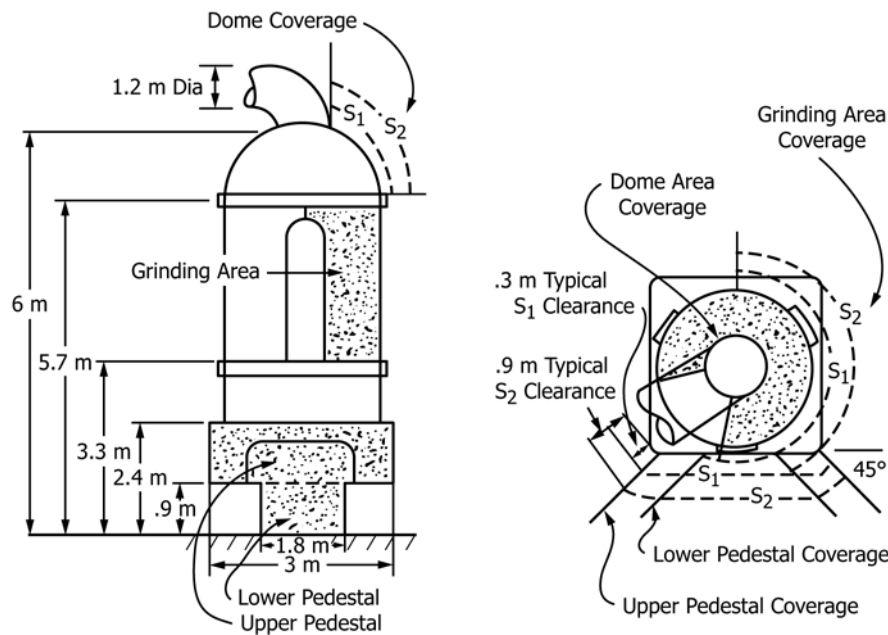 Dome Coverage
1.2 m Dia
S1
S2
Grinding Area
6 m
5.7 m
3.3 m
2.4 m
.9 m
1.8 m
3 m
Lower Pedestal
Upper Pedestal
Grinding Area
Coverage
Dome Area
Coverage
.3 m Typical
S1 Clearance
.9 m Typical
S2 Clearance
S2
S1
S1
S2
45°
Lower Pedestal Coverage
Upper Pedestal Coverage